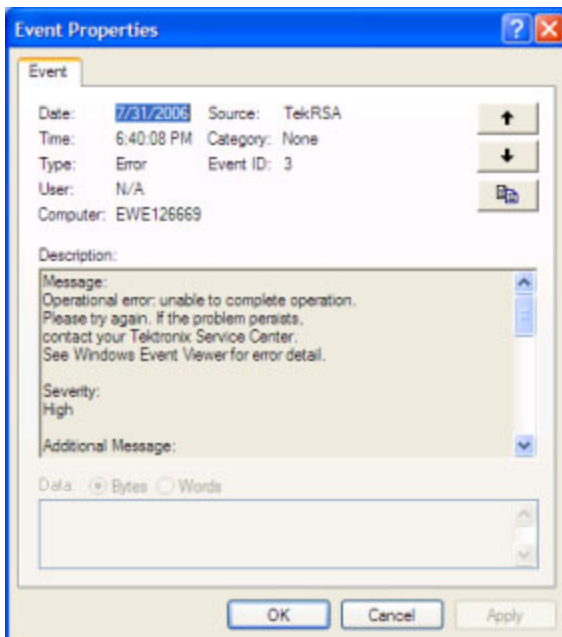 Event Properties
Event
Date: 7/31/2006 Source: TekRSA
Time: 6:40:08 PM Category: None
Type: Error Event ID: 3
User: N/A
Computer: EWE126669
Description:
Message:
Operational error: unable to complete operation.
Please try again. If the problem persists,
contact your Tektronix Service Center.
See Windows Event Viewer for error detail.
Severity:
High
Additional Message:
Data: Bytes Words
OK Cancel Apply